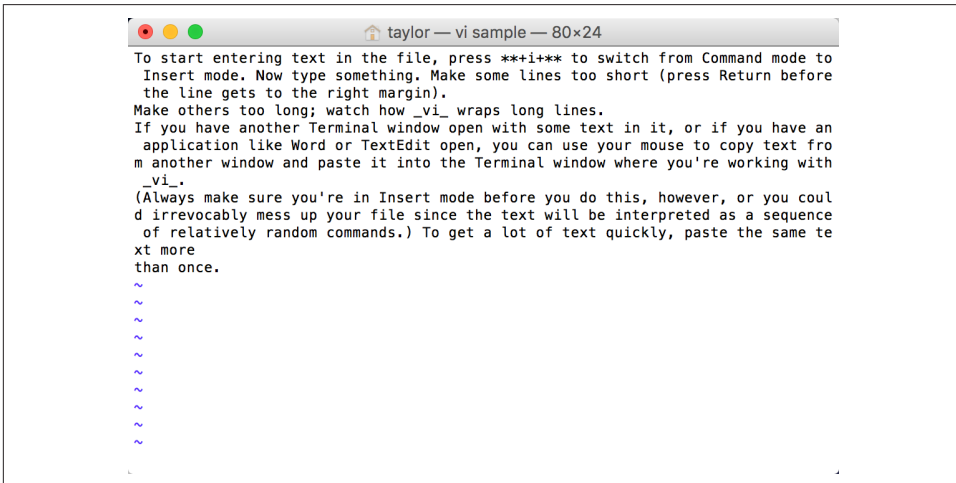 taylor — vi sample — 80×24
To start entering text in the file, press **+i+** to switch from Command mode to
Insert mode. Now type something. Make some lines too short (press Return before
the line gets to the right margin).
Make others too long; watch how _vi_ wraps long lines.
If you have another Terminal window open with some text in it, or if you have an
application like Word or TextEdit open, you can use your mouse to copy text fro
m another window and paste it into the Terminal window where you're working with
_vi_.
(Always make sure you're in Insert mode before you do this, however, or you coul
d irrevocably mess up your file since the text will be interpreted as a sequence
of relatively random commands.) To get a lot of text quickly, paste the same te
xt more
than once.
~
~
~
~
~
~
~
~
~
~